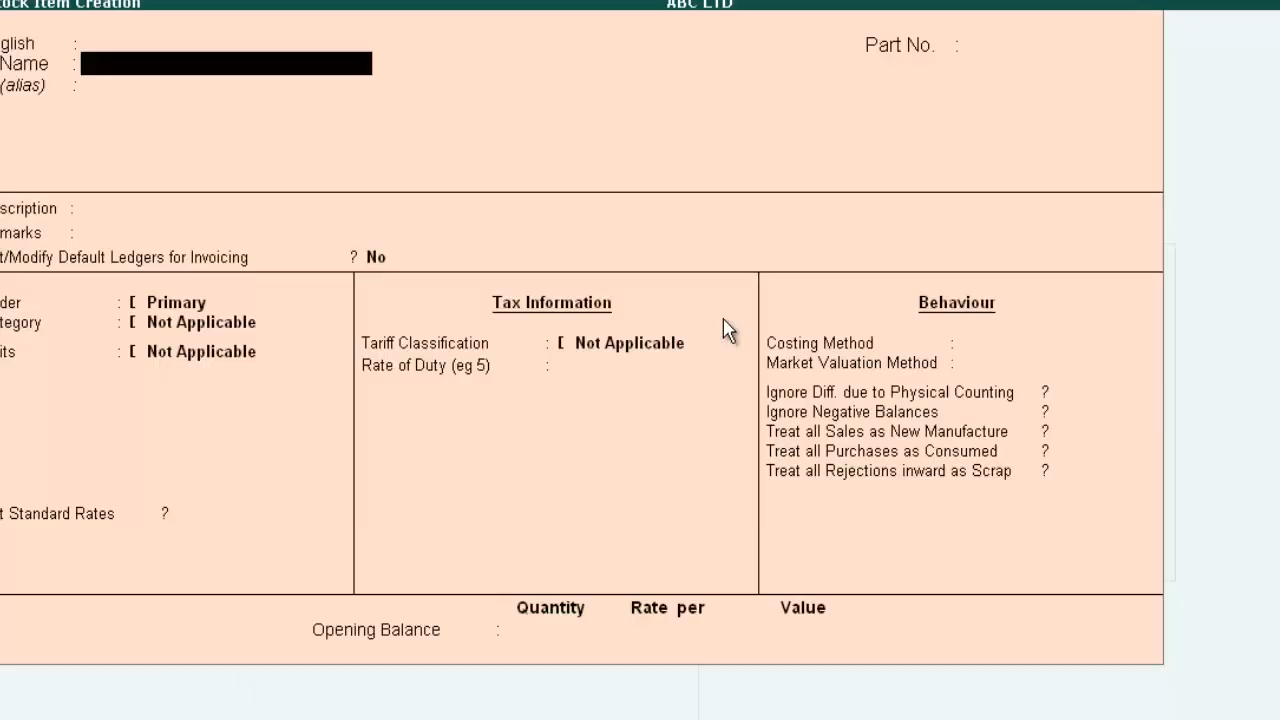 ock Item Creation
ABC LTD
glish :
Part No. :
Name :
(alias) :
scription :
marks :
t/Modify Default Ledgers for Invoicing ? No
der : [ Primary
Tax Information
Behaviour
tegory : [ Not Applicable
its : [ Not Applicable
Tariff Classification : [ Not Applicable
Rate of Duty (eg 5) :
Costing Method :
Market Valuation Method :
Ignore Diff. due to Physical Counting ?
Ignore Negative Balances ?
Treat all Sales as New Manufacture ?
Treat all Purchases as Consumed ?
Treat all Rejections inward as Scrap ?
t Standard Rates ?
Quantity Rate per Value
Opening Balance :